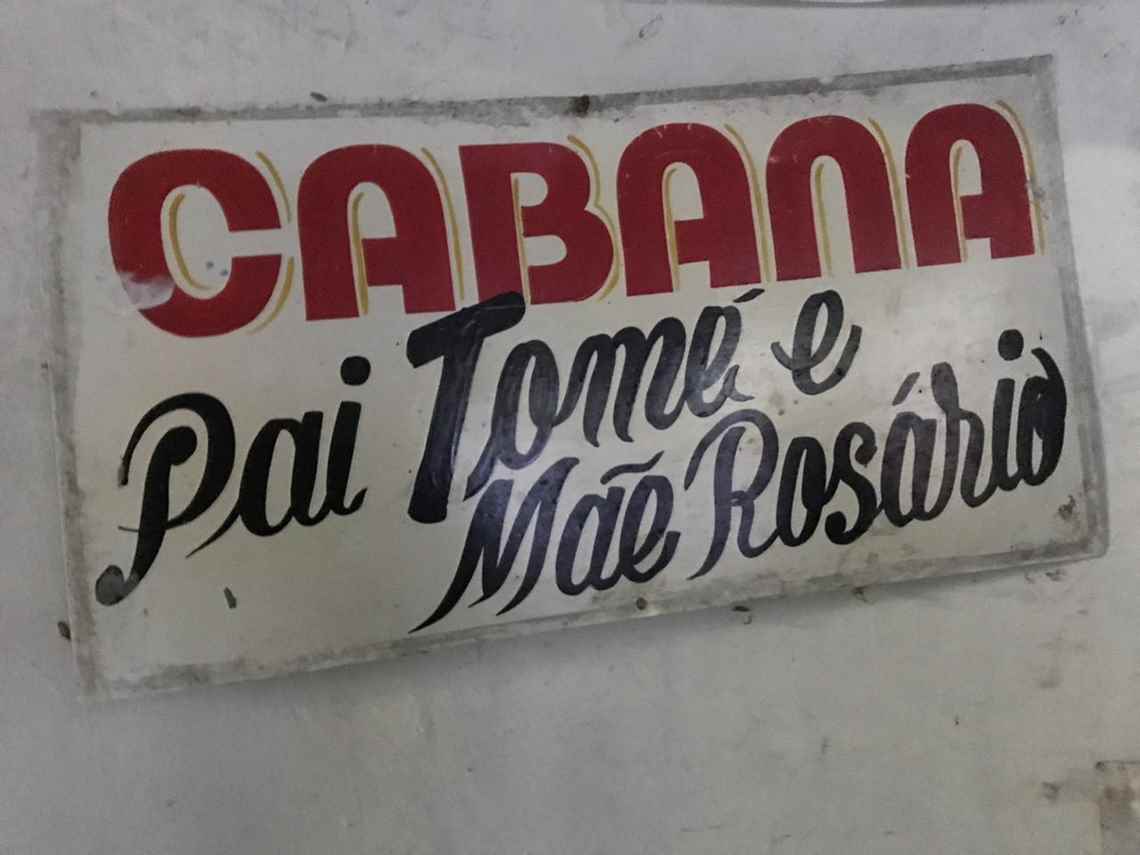 CABANA
Pai Tomé e
Mãe Rosário